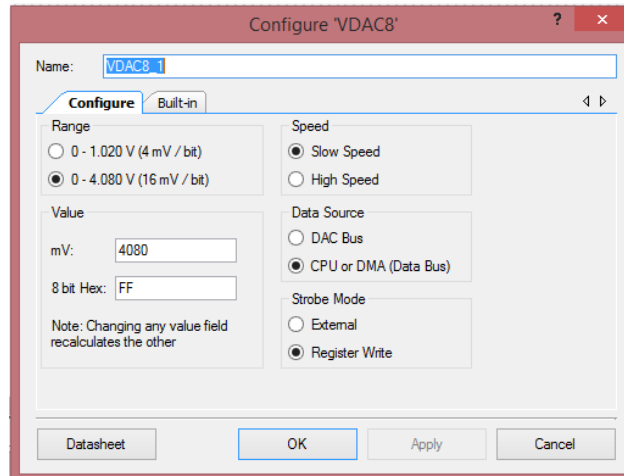 Configure 'VDAC8'
?
×
Name: VDAC8_1
Configure Built-in
Range
0 - 1.020 V (4 mV / bit)
0 - 4.080 V (16 mV / bit)
Value
mV: 4080
8 bit Hex: FF
Note: Changing any value field
recalculates the other
Speed
Slow Speed
High Speed
Data Source
DAC Bus
CPU or DMA (Data Bus)
Strobe Mode
External
Register Write
Datasheet OK Apply Cancel